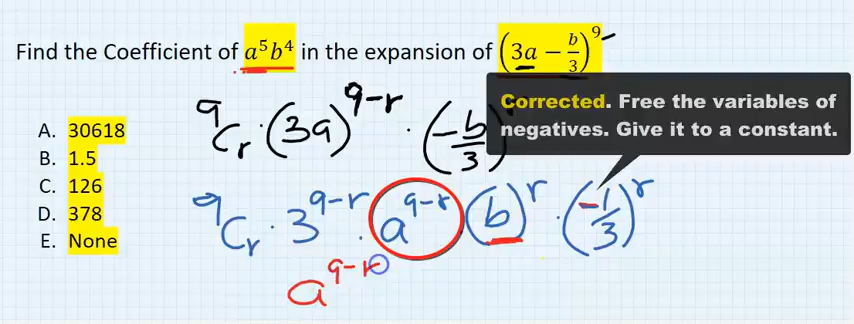 Find the Coefficient of a⁵b⁴ in the expansion of (3a − b/3)⁹
Corrected. Free the variables of
negatives. Give it to a constant.
⁹Cᵣ · (3a)⁹⁻ʳ · (−b/3)
A. 30618
B. 1.5
C. 126
D. 378
E. None
⁹Cᵣ · 3⁹⁻ʳ · a⁹⁻ʳ (b)ʳ · (−1/3)ʳ
a⁹⁻ʳ